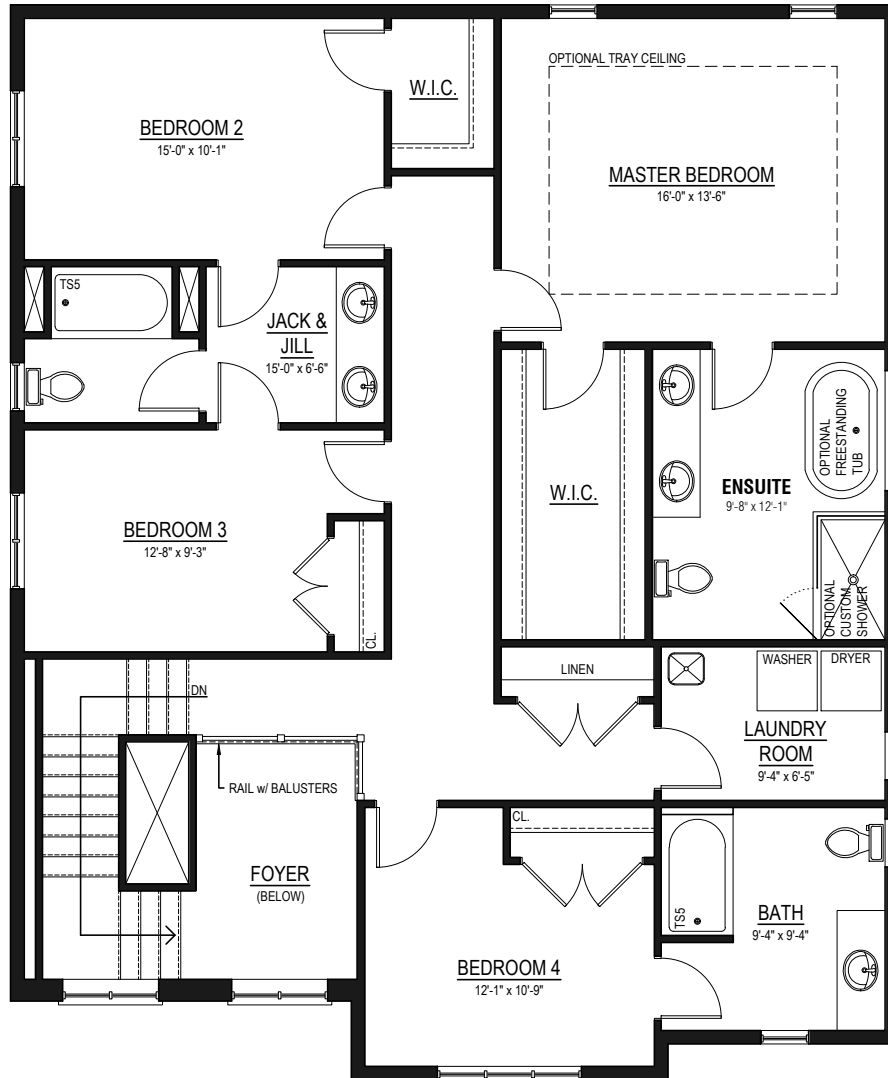 OPTIONAL TRAY CEILING
W.I.C.
BEDROOM 2
15'-0" x 10'-1"
MASTER BEDROOM
16'-0" x 13'-6"
TS5
JACK &
JILL
15'-0" x 6'-6"
OPTIONAL
FREESTANDING
TUB
W.I.C.
ENSUITE
9'-8" x 12'-1"
BEDROOM 3
12'-8" x 9'-3"
OPTIONAL
CUSTOM
SHOWER
CL.
LINEN
WASHER
DRYER
DN
LAUNDRY
ROOM
9'-4" x 6'-5"
RAIL w/ BALUSTERS
CL.
FOYER
(BELOW)
TS5
BATH
9'-4" x 9'-4"
BEDROOM 4
12'-1" x 10'-9"